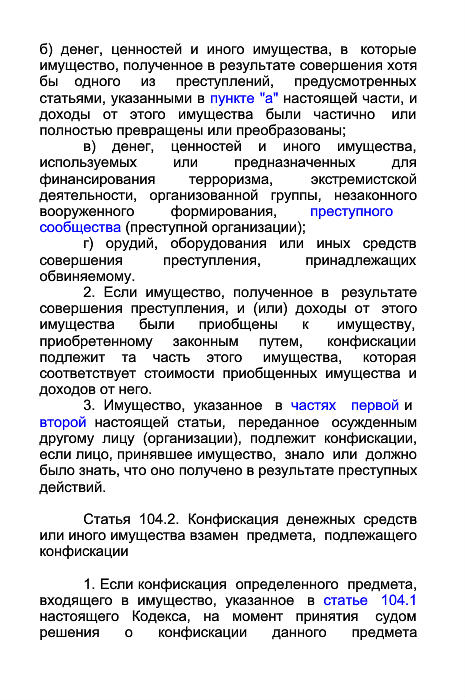 б) денег, ценностей и иного имущества, в которые
имущество, полученное в результате совершения хотя
бы одного из преступлений, предусмотренных
статьями, указанными в пункте "а" настоящей части, и
доходы от этого имущества были частично или
полностью превращены или преобразованы;
в) денег, ценностей и иного имущества,
используемых или предназначенных для
финансирования терроризма, экстремистской
деятельности, организованной группы, незаконного
вооруженного формирования, преступного
сообщества (преступной организации);
г) орудий, оборудования или иных средств
совершения преступления, принадлежащих
обвиняемому.
2. Если имущество, полученное в результате
совершения преступления, и (или) доходы от этого
имущества были приобщены к имуществу,
приобретенному законным путем, конфискации
подлежит та часть этого имущества, которая
соответствует стоимости приобщенных имущества и
доходов от него.
3. Имущество, указанное в частях первой и
второй настоящей статьи, переданное осужденным
другому лицу (организации), подлежит конфискации,
если лицо, принявшее имущество, знало или должно
было знать, что оно получено в результате преступных
действий.
Статья 104.2. Конфискация денежных средств
или иного имущества взамен предмета, подлежащего
конфискации
1. Если конфискация определенного предмета,
входящего в имущество, указанное в статье 104.1
настоящего Кодекса, на момент принятия судом
решения о конфискации данного предмета